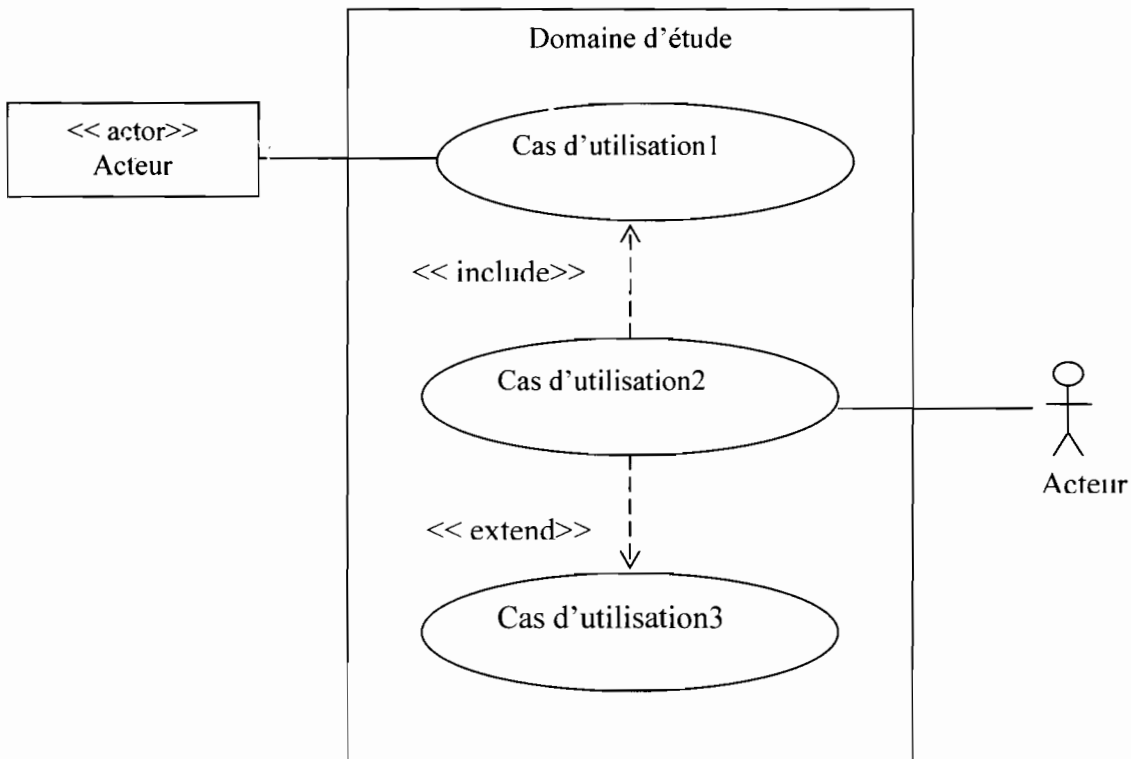 Domaine d'étude
<< actor>>
Acteur
Cas d'utilisation1
<< include>>
Cas d'utilisation2
Acteur
<< extend>>
Cas d'utilisation3